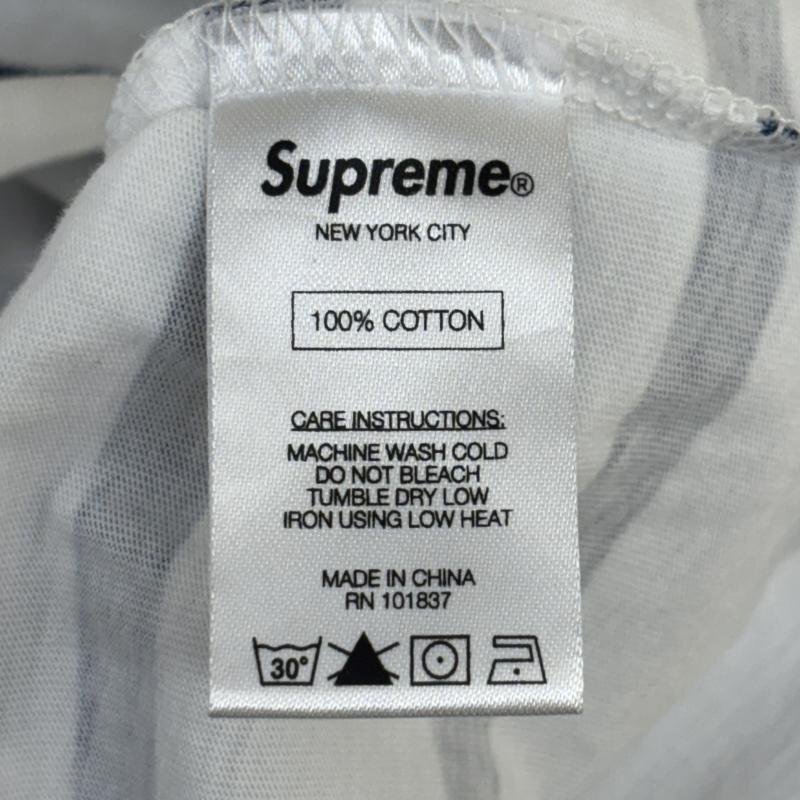 Supreme®
NEW YORK CITY
100% COTTON
CARE INSTRUCTIONS:
MACHINE WASH COLD
DO NOT BLEACH
TUMBLE DRY LOW
IRON USING LOW HEAT
MADE IN CHINA
RN 101837
30°